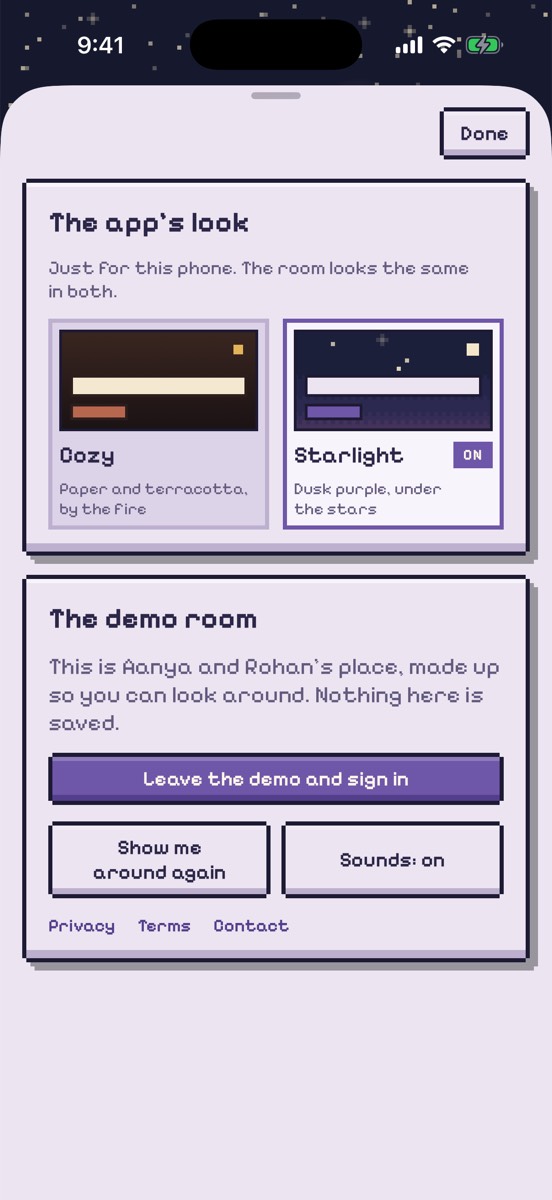 9:41
Done
The app's look
Just for this phone. The room looks the same
in both.
Cozy
Paper and terracotta,
by the fire
Starlight
ON
Dusk purple, under
the stars
The demo room
This is Aanya and Rohan's place, made up
so you can look around. Nothing here is
saved.
Leave the demo and sign in
Show me
around again
Sounds: on
Privacy Terms Contact